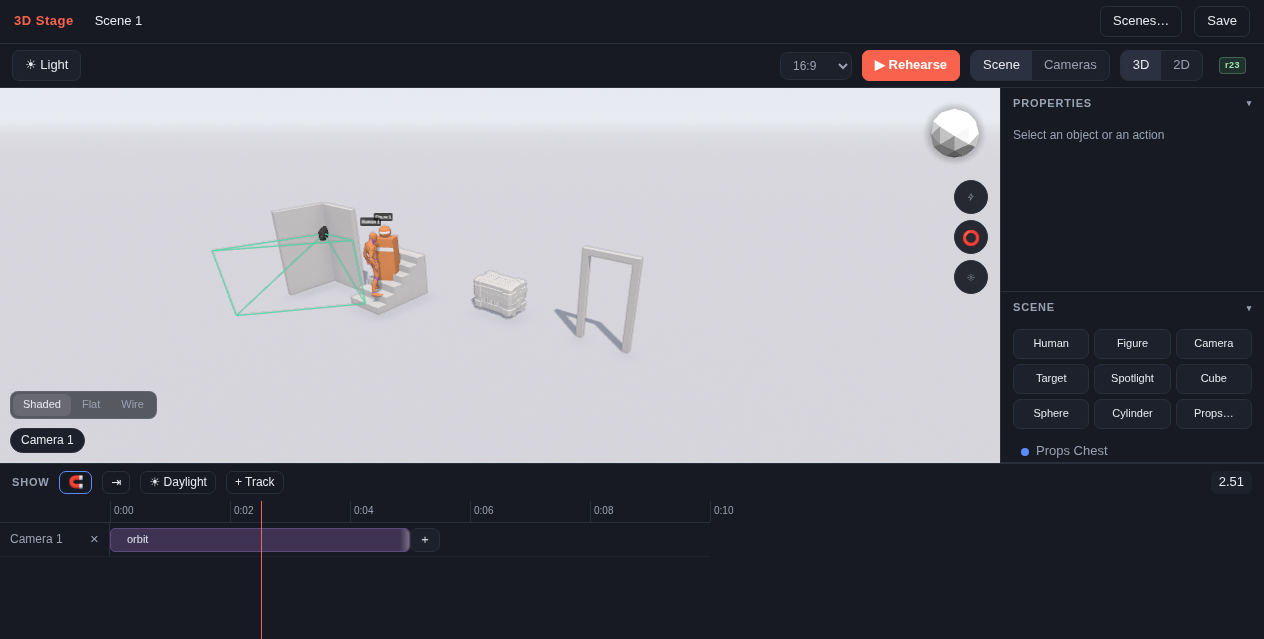 3D Stage Scene 1 Scenes… Save
☀ Light 16:9 ▶ Rehearse Scene Cameras 3D 2D r23
PROPERTIES
Select an object or an action
SCENE
Human Figure Camera
Target Spotlight Cube
Sphere Cylinder Props…
Props Chest
Shaded Flat Wire
Camera 1
SHOW ☀ Daylight + Track 2.51
0:00 0:02 0:04 0:06 0:08 0:10
Camera 1 × orbit +